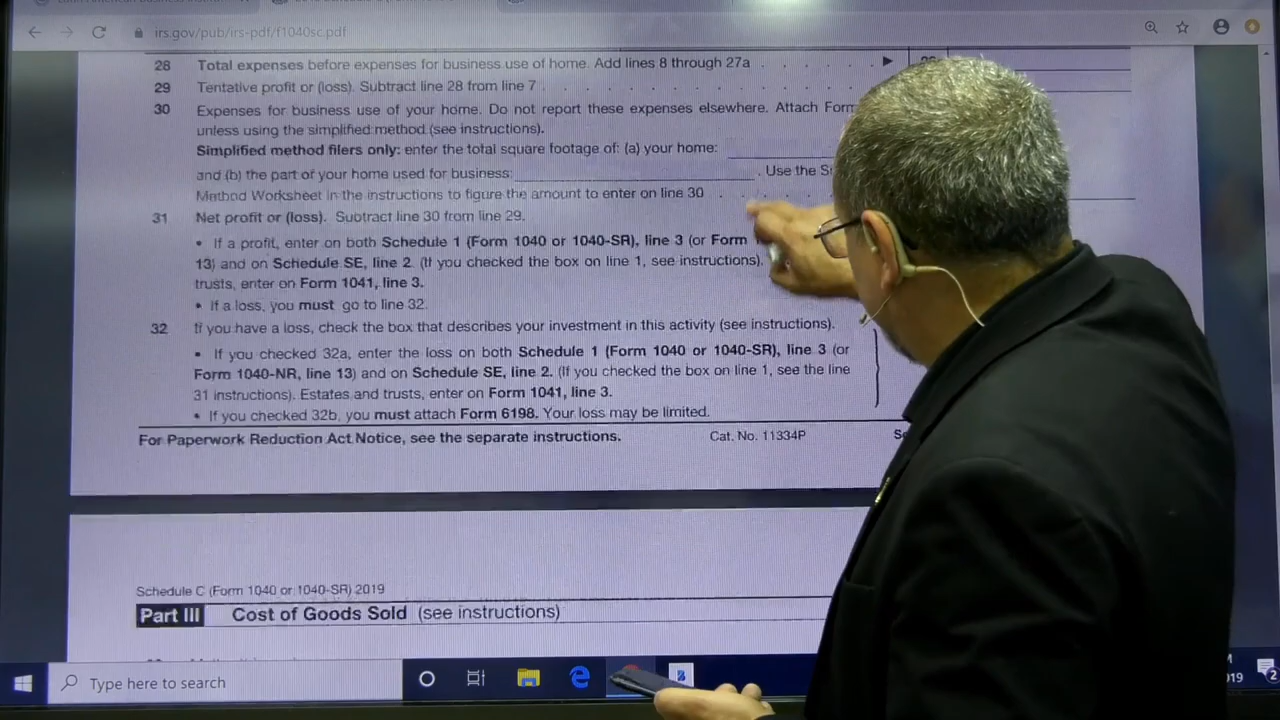 irs.gov/pub/irs-pdf/f1040sc.pdf
28 Total expenses before expenses for business use of home. Add lines 8 through 27a
29 Tentative profit or (loss). Subtract line 28 from line 7
30 Expenses for business use of your home. Do not report these expenses elsewhere. Attach Form
unless using the simplified method (see instructions).
Simplified method filers only: enter the total square footage of: (a) your home:
and (b) the part of your home used for business: . Use the
Method Worksheet in the instructions to figure the amount to enter on line 30
31 Net profit or (loss). Subtract line 30 from line 29.
• If a profit, enter on both Schedule 1 (Form 1040 or 1040-SR), line 3 (or Form
13) and on Schedule SE, line 2. (If you checked the box on line 1, see instructions).
trusts, enter on Form 1041, line 3.
• If a loss, you must go to line 32.
32 If you have a loss, check the box that describes your investment in this activity (see instructions).
• If you checked 32a, enter the loss on both Schedule 1 (Form 1040 or 1040-SR), line 3 (or
Form 1040-NR, line 13) and on Schedule SE, line 2. (If you checked the box on line 1, see the line
31 instructions). Estates and trusts, enter on Form 1041, line 3.
• If you checked 32b, you must attach Form 6198. Your loss may be limited.
For Paperwork Reduction Act Notice, see the separate instructions. Cat. No. 11334P
Schedule C (Form 1040 or 1040-SR) 2019
Part III Cost of Goods Sold (see instructions)
Type here to search